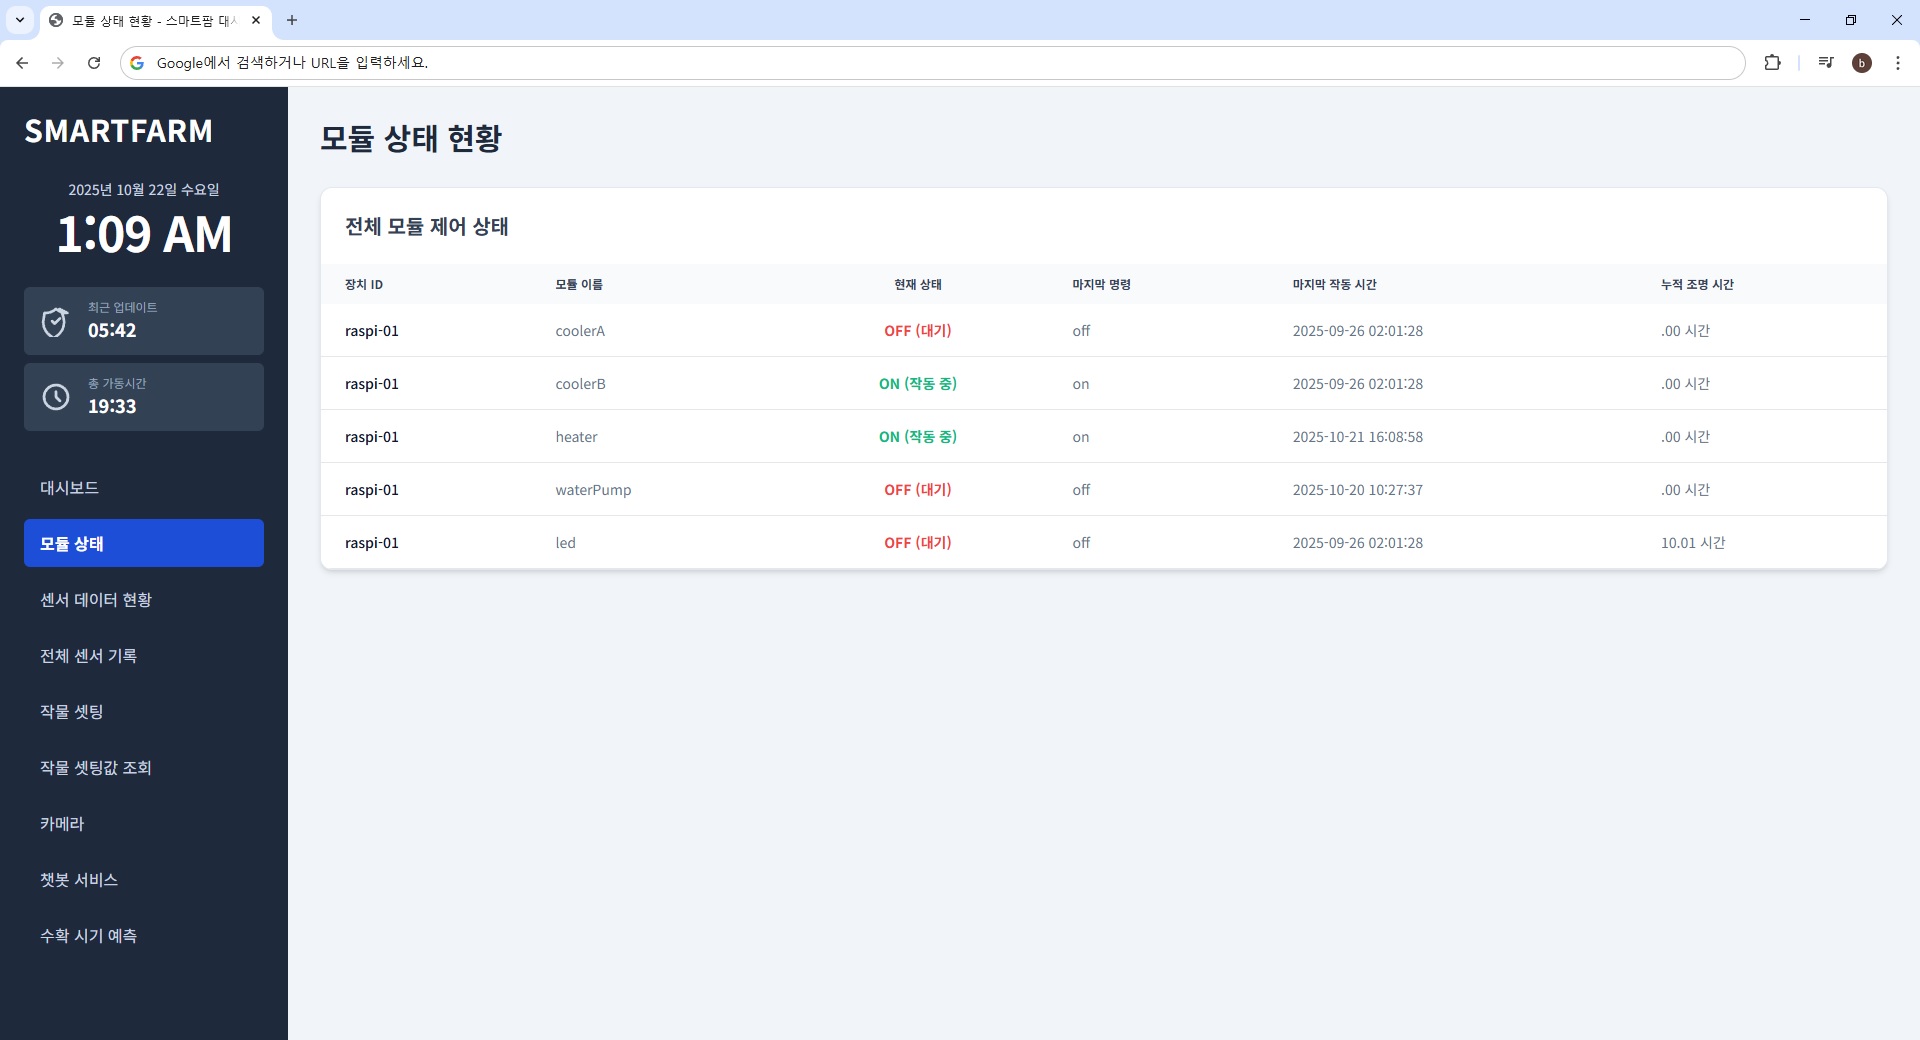 모듈 상태 현황 - 스마트팜 대시
Google에서 검색하거나 URL을 입력하세요.
b
SMARTFARM
2025년 10월 22일 수요일
1:09 AM
최근 업데이트
05:42
총 가동시간
19:33
대시보드
모듈 상태
센서 데이터 현황
전체 센서 기록
작물 셋팅
작물 셋팅값 조회
카메라
챗봇 서비스
수확 시기 예측
모듈 상태 현황
전체 모듈 제어 상태
장치 ID 모듈 이름 현재 상태 마지막 명령 마지막 작동 시간 누적 조명 시간
raspi-01 coolerA OFF (대기) off 2025-09-26 02:01:28 .00 시간
raspi-01 coolerB ON (작동 중) on 2025-09-26 02:01:28 .00 시간
raspi-01 heater ON (작동 중) on 2025-10-21 16:08:58 .00 시간
raspi-01 waterPump OFF (대기) off 2025-10-20 10:27:37 .00 시간
raspi-01 led OFF (대기) off 2025-09-26 02:01:28 10.01 시간